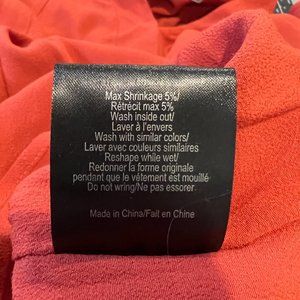 Max Shrinkage 5%/
Rétrécit max 5%
Wash inside out/
Laver à l'envers
Wash with similar colors/
Laver avec couleurs similaires
Reshape while wet/
Redonner la forme originale
pendant que le vêtement est mouillé
Do not wring/Ne pas essorer
Made in China/Fait en Chine